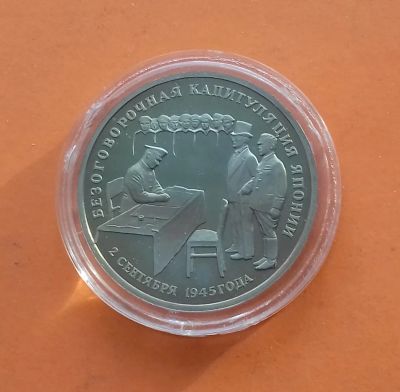 БЕЗОГОВОРОЧНАЯ КАПИТУЛЯЦИЯ ЯПОНИИ
2 СЕНТЯБРЯ 1945 ГОДА